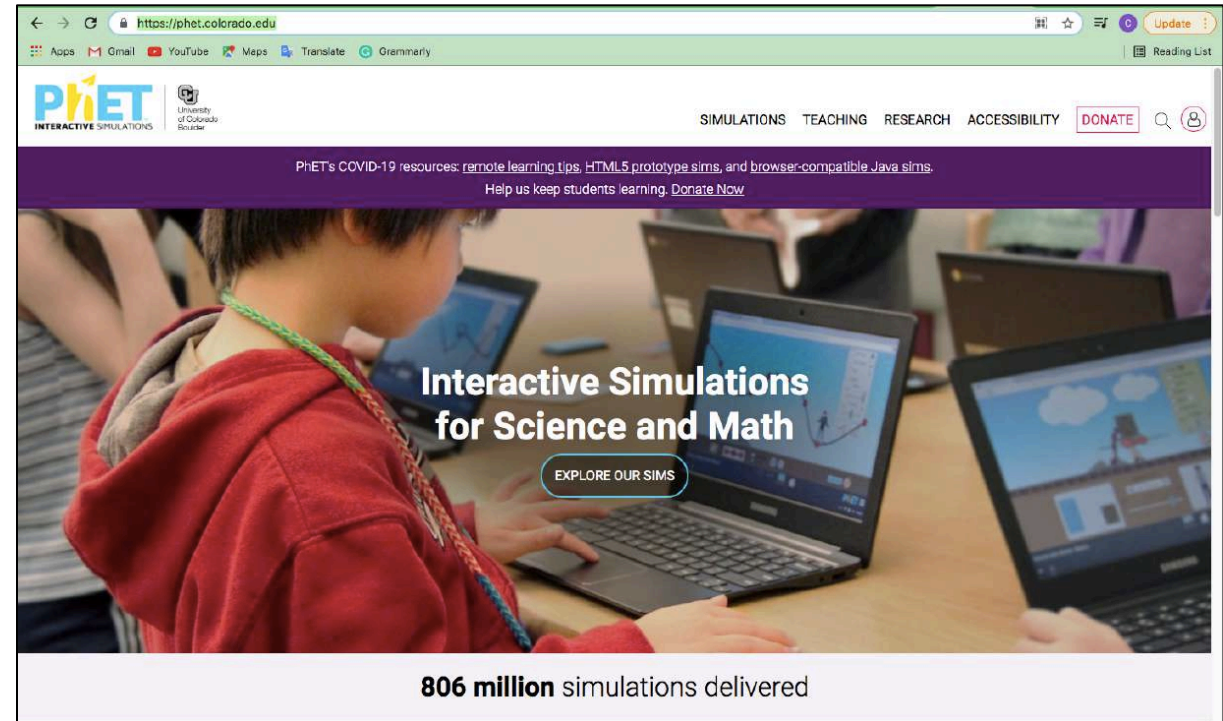 https://phet.colorado.edu
C
Update
Apps Gmail YouTube Maps Translate Grammarly
Reading List
PhET
INTERACTIVE SIMULATIONS
University
of Colorado
Boulder
SIMULATIONS TEACHING RESEARCH ACCESSIBILITY DONATE
PhET's COVID-19 resources: remote learning tips, HTML5 prototype sims, and browser-compatible Java sims.
Help us keep students learning. Donate Now
Interactive Simulations
for Science and Math
EXPLORE OUR SIMS
SAMSUNG
806 million simulations delivered